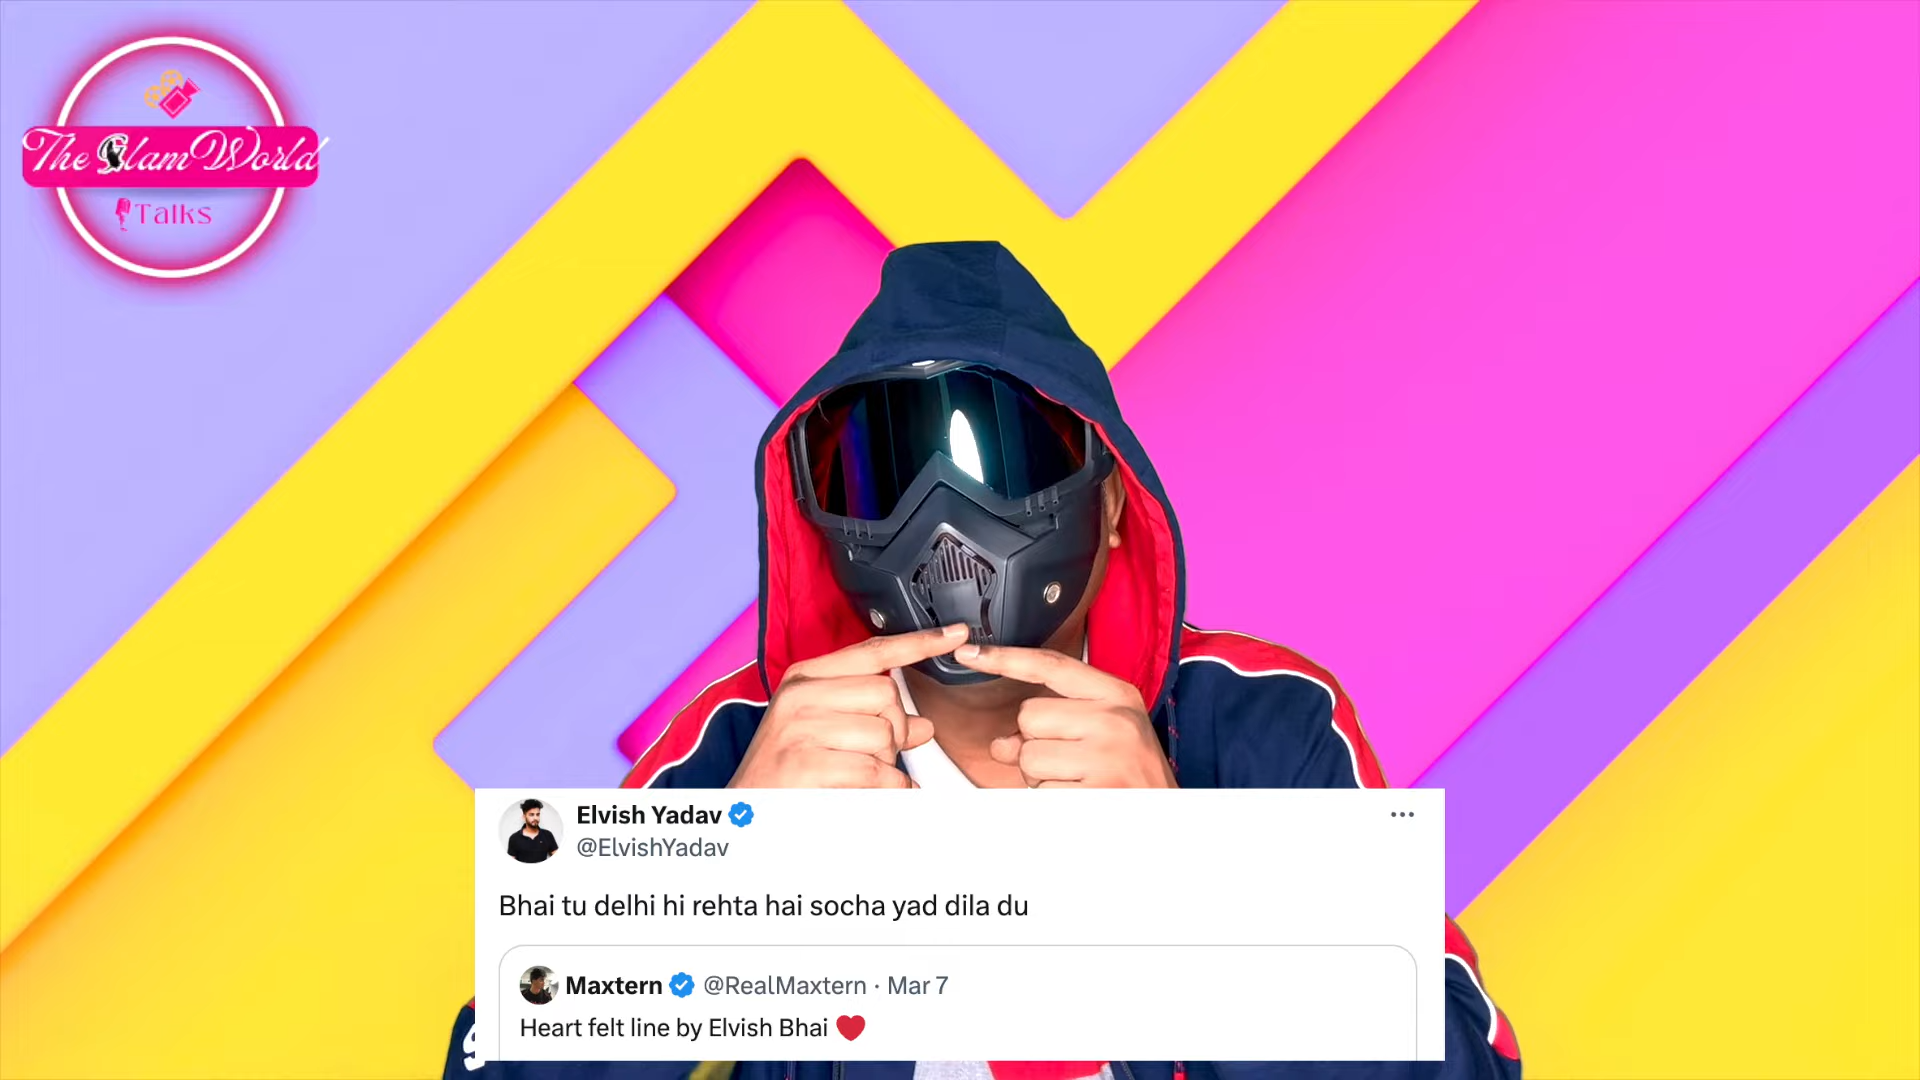 The Glam World
Talks
Elvish Yadav
@ElvishYadav
Bhai tu delhi hi rehta hai socha yad dila du
Maxtern @RealMaxtern · Mar 7
Heart felt line by Elvish Bhai ❤️